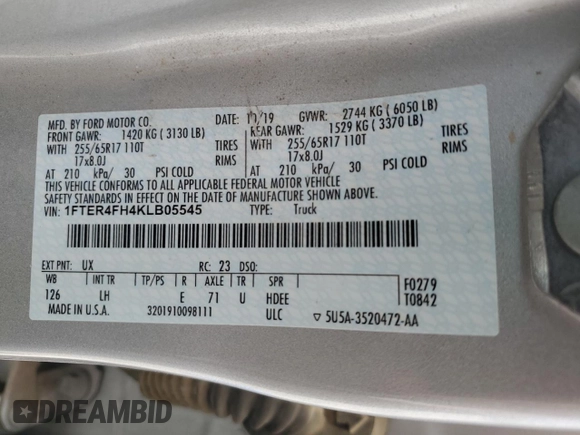 MFD. BY FORD MOTOR CO.
DATE: 11/19 GVWR: 2744 KG ( 6050 LB)
FRONT GAWR: 1420 KG ( 3130 LB) REAR GAWR: 1529 KG ( 3370 LB)
WITH 255/65R17 110T TIRES 255/65R17 110T TIRES
17x8.0J RIMS 17x8.0J RIMS
AT 210 kPa/ 30 PSI COLD AT 210 kPa/ 30 PSI COLD
THIS VEHICLE CONFORMS TO ALL APPLICABLE FEDERAL MOTOR VEHICLE
SAFETY STANDARDS IN EFFECT ON THE DATE OF MANUFACTURE SHOWN ABOVE.
VIN: 1FTER4FH4KLB05545 TYPE: Truck
EXT PNT: UX RC: 23 DSO:
WB INT TR TP/PS R AXLE TR SPR F0279
126 LH E 71 U HDEE T0842
MADE IN U.S.A. 3201910098111 ULC ▽ 5U5A-3520472-AA
DREAMBID